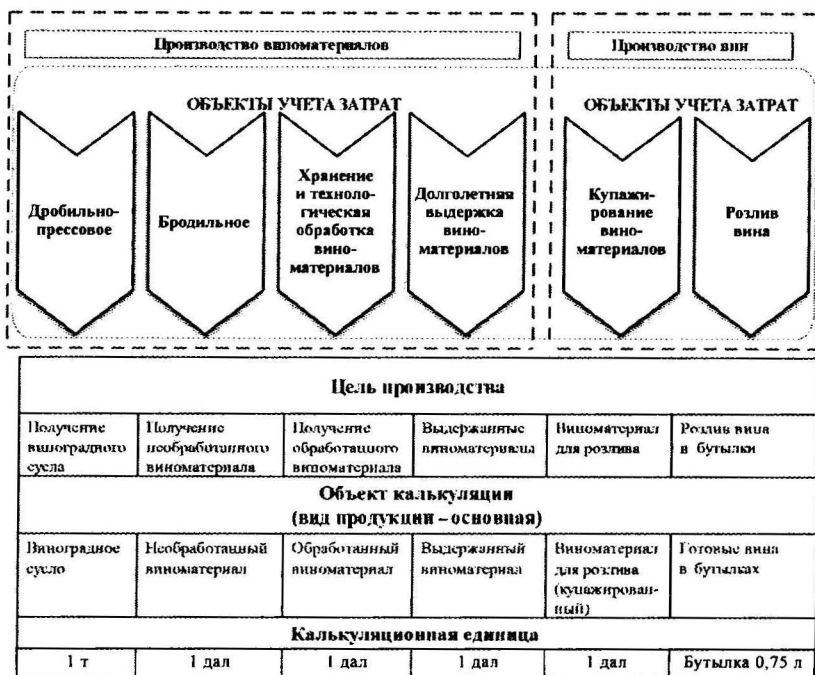 Производство виноматериалов
Производство вин
ОБЪЕКТЫ УЧЕТА ЗАТРАТ
ОБЪЕКТЫ УЧЕТА ЗАТРАТ
Дробильно-
прессовое
Бродильное
Хранение
и техноло-
гическая
обработка
вино-
материалов
Долголетняя
выдержка
вино-
материалов
Купажи-
рование
вино-
материалов
Розлив
вина
Цель производства
Получение
виноградного
сусла
Получение
необработанного
виноматериала
Получение
обработанного
виноматериала
Выдержанные
виноматериалы
Виноматериал
для розлива
Розлив вина
в бутылки
Объект калькуляции
(вид продукции – основная)
Виноградное
сусло
Необработанный
виноматериал
Обработанный
виноматериал
Выдержанный
виноматериал
Виноматериал
для розлива
(купажирован-
ный)
Готовые вина
в бутылках
Калькуляционная единица
1 т
1 дал
1 дал
1 дал
1 дал
Бутылка 0,75 л